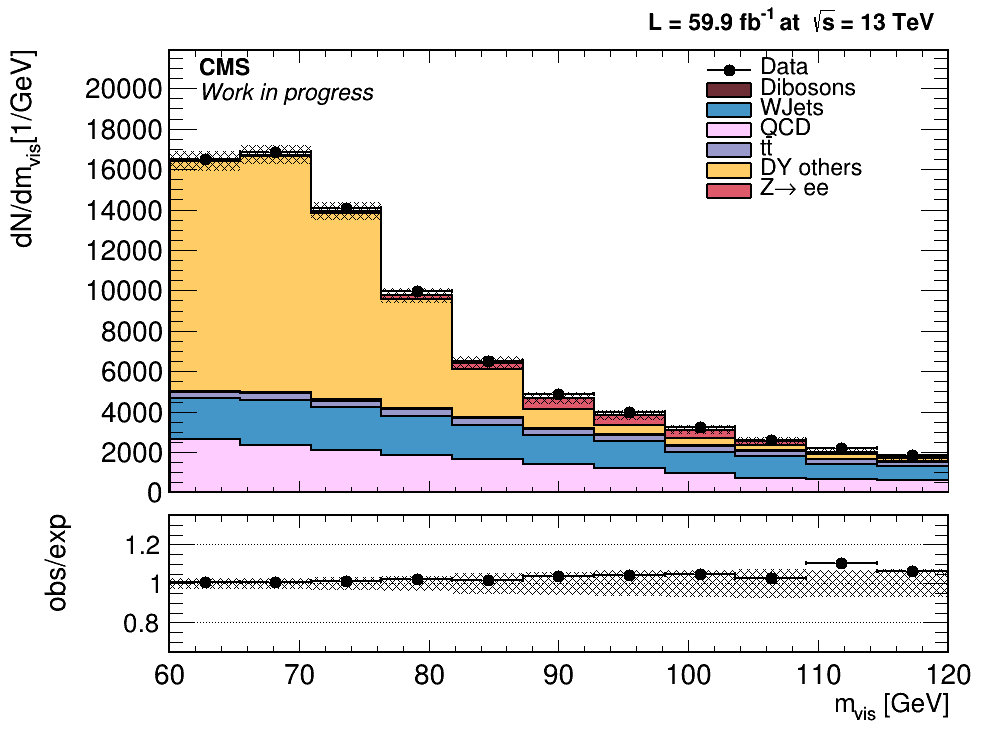 L = 59.9 fb⁻¹ at √s = 13 TeV
CMS
Work in progress
Data
Dibosons
WJets
QCD
tt̄
DY others
Z→ ee
dN/dm_vis[1/GeV]
20000
18000
16000
14000
12000
10000
8000
6000
4000
2000
0
obs/exp
1.2
1
0.8
60 70 80 90 100 110 120
m_vis [GeV]